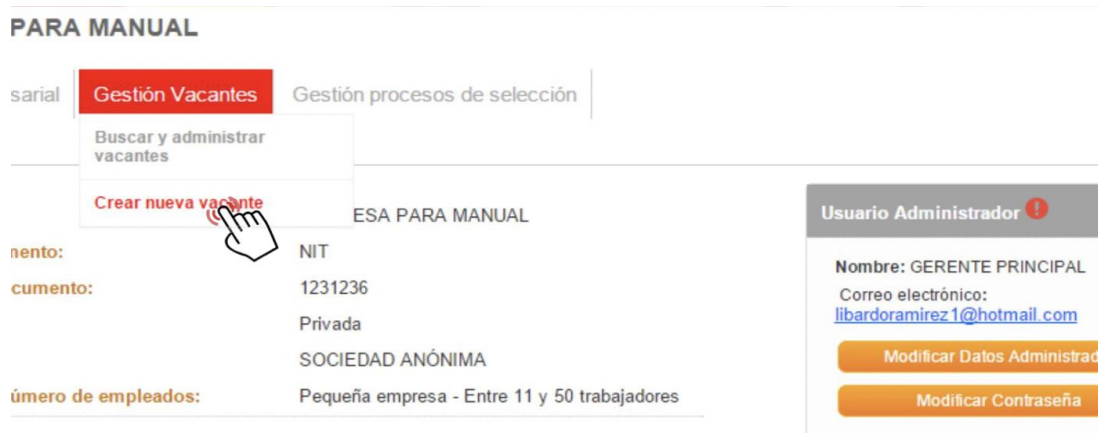 PARA MANUAL
sarial Gestión Vacantes Gestión procesos de selección
Buscar y administrar
vacantes
Crear nueva vacante
ESA PARA MANUAL
Usuario Administrador
nento: NIT
Nombre: GERENTE PRINCIPAL
cumento: 1231236
Correo electrónico:
libardoramirez1@hotmail.com
Privada
SOCIEDAD ANÓNIMA
Modificar Datos Administrad
úmero de empleados: Pequeña empresa - Entre 11 y 50 trabajadores
Modificar Contraseña